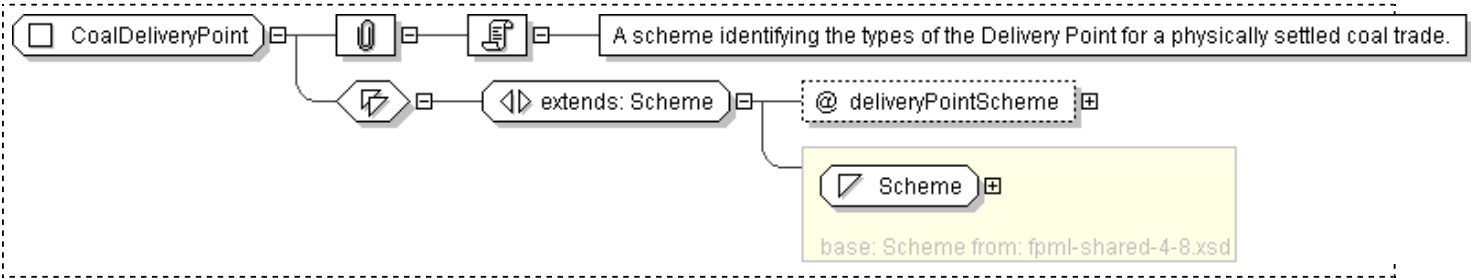 CoalDeliveryPoint
A scheme identifying the types of the Delivery Point for a physically settled coal trade.
extends: Scheme
@ deliveryPointScheme
Scheme
base: Scheme from: fpml-shared-4-8.xsd